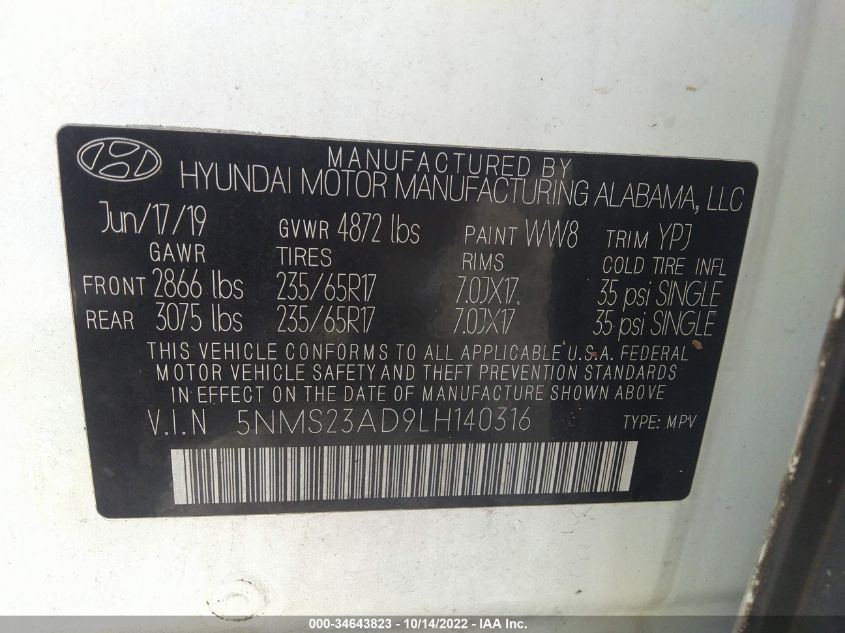 MANUFACTURED BY
HYUNDAI MOTOR MANUFACTURING ALABAMA, LLC
Jun/17/19 GVWR 4872 lbs PAINT WW8 TRIM YPJ
GAWR TIRES RIMS COLD TIRE INFL
FRONT 2866 lbs 235/65R17 7.0JX17 35 psi SINGLE
REAR 3075 lbs 235/65R17 7.0JX17 35 psi SINGLE
THIS VEHICLE CONFORMS TO ALL APPLICABLE U.S.A. FEDERAL
MOTOR VEHICLE SAFETY AND THEFT PREVENTION STANDARDS
IN EFFECT ON THE DATE OF MANUFACTURE SHOWN ABOVE
V.I.N 5NMS23AD9LH140316 TYPE: MPV
000-34643823 - 10/14/2022 - IAA Inc.